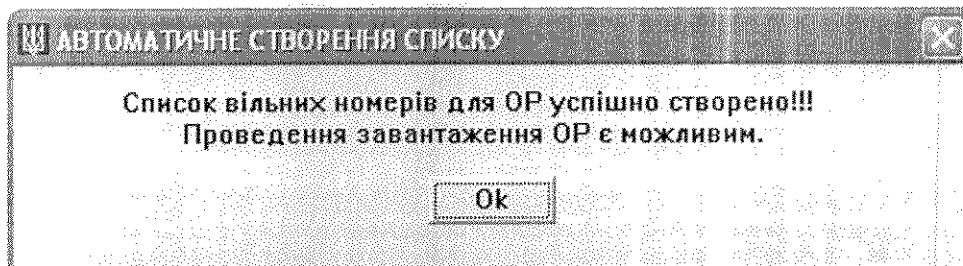 АВТОМАТИЧНЕ СТВОРЕННЯ СПИСКУ
Список вільних номерів для ОР успішно створено!!!
Проведення завантаження ОР є можливим.
Ok